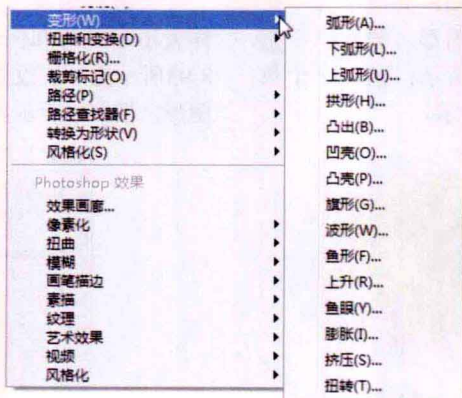 变形(W)
扭曲和变换(D)
栅格化(R)...
裁剪标记(O)
路径(P)
路径查找器(F)
转换为形状(V)
风格化(S)
Photoshop 效果
效果画廊...
像素化
扭曲
模糊
画笔描边
素描
纹理
艺术效果
视频
风格化
弧形(A)...
下弧形(L)...
上弧形(U)...
拱形(H)...
凸出(B)...
凹壳(O)...
凸壳(P)...
旗形(G)...
波形(W)...
鱼形(F)...
上升(R)...
鱼眼(Y)...
膨胀(I)...
挤压(S)...
扭转(T)...